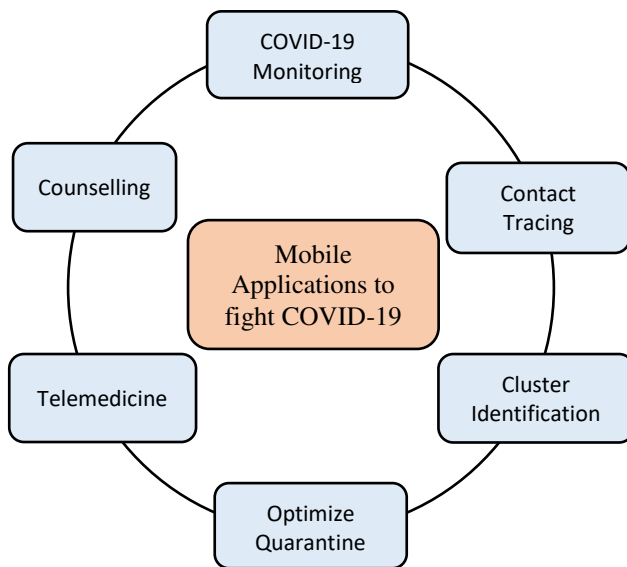 COVID-19
Monitoring
Counselling
Contact
Tracing
Mobile
Applications to
fight COVID-19
Telemedicine
Cluster
Identification
Optimize
Quarantine